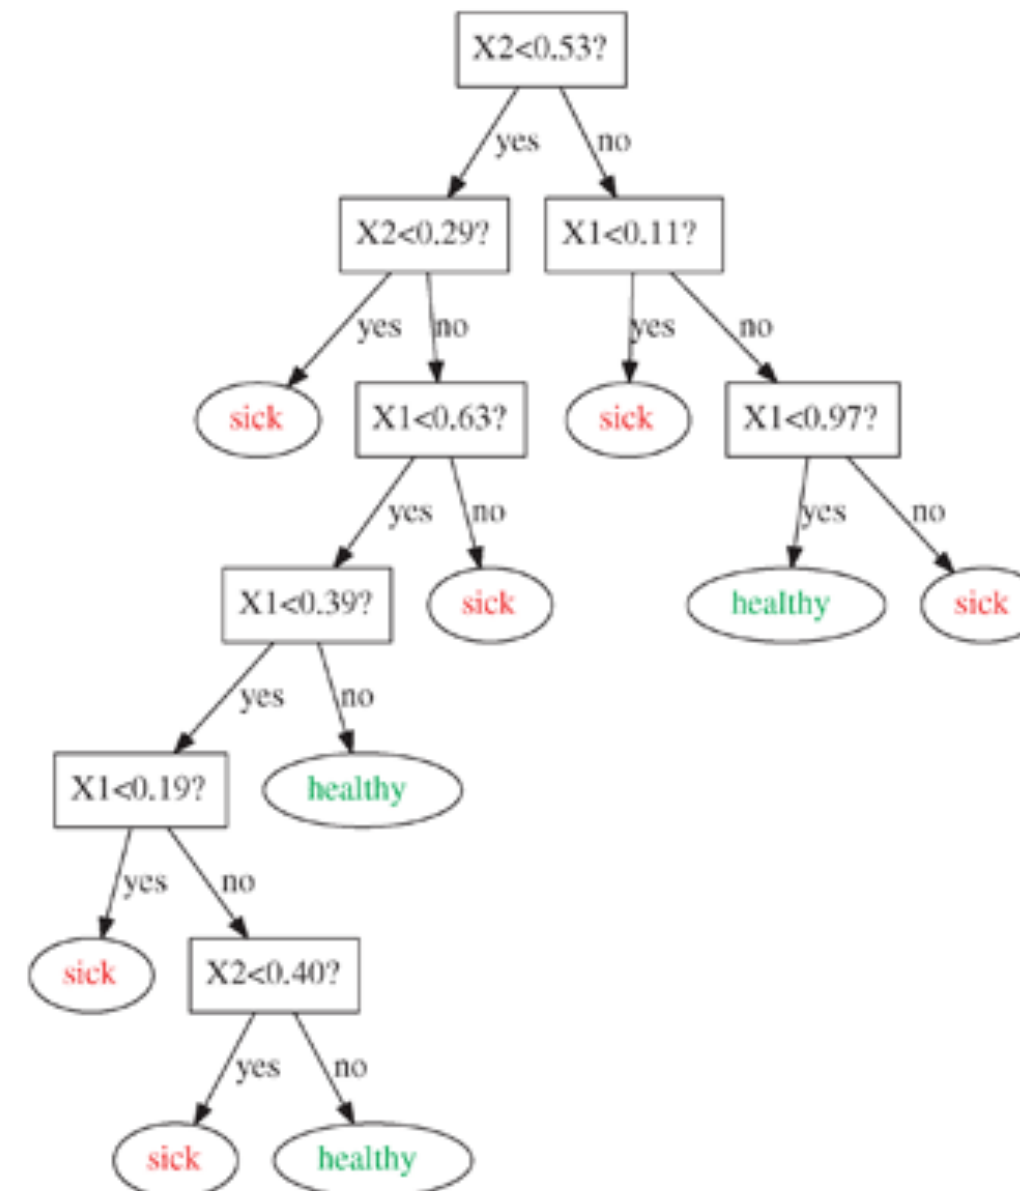 X2<0.53?
yes
no
X2<0.29?
X1<0.11?
yes
no
yes
no
sick
X1<0.63?
sick
X1<0.97?
yes
no
yes
no
X1<0.39?
sick
healthy
sick
yes
no
X1<0.19?
healthy
yes
no
sick
X2<0.40?
yes
no
sick
healthy